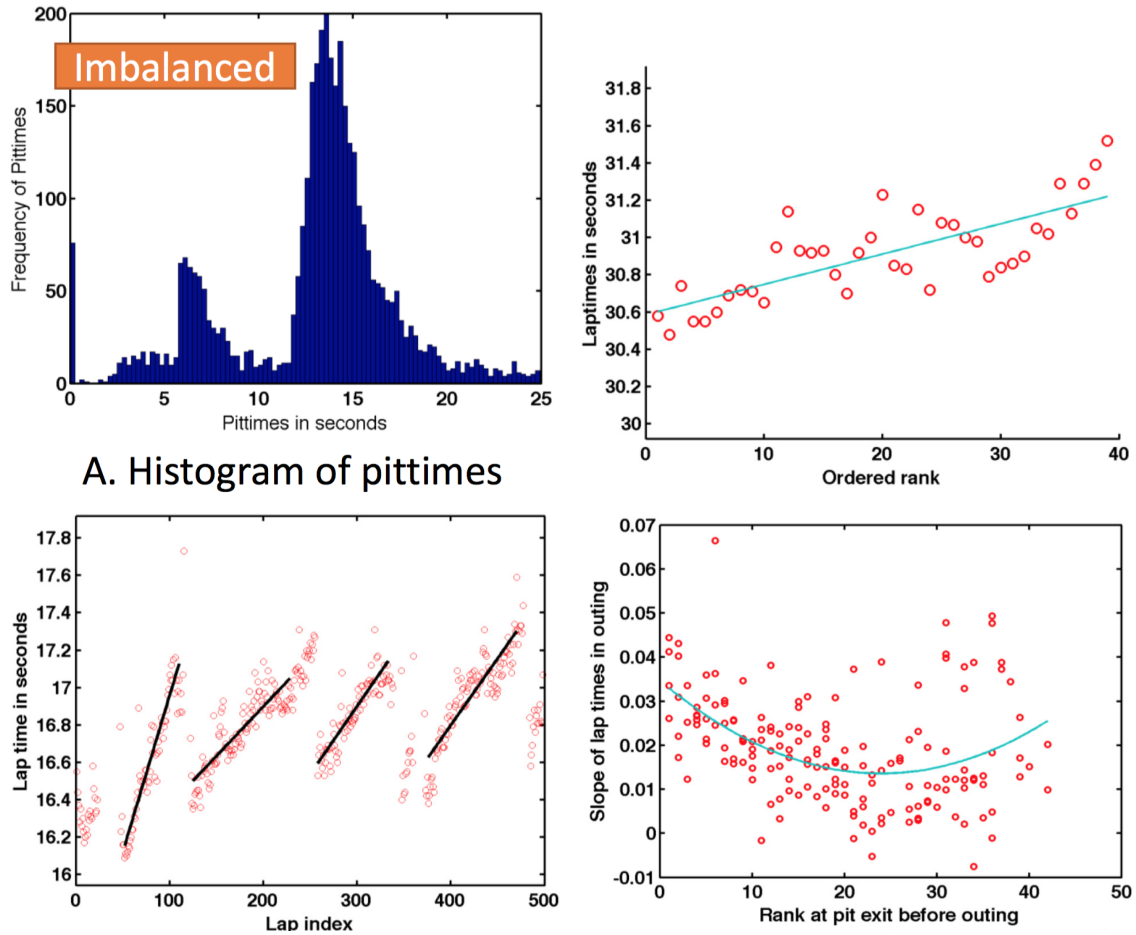 200
Imbalanced
150
100
50
0
Frequency of Pittimes
0 5 10 15 20 25
Pittimes in seconds
A. Histogram of pittimes
31.8
31.6
31.4
31.2
31
30.8
30.6
30.4
30.2
30
Laptimes in seconds
0 10 20 30 40
Ordered rank
17.8
17.6
17.4
17.2
17
16.8
16.6
16.4
16.2
16
Lap time in seconds
0 100 200 300 400 500
Lap index
0.07
0.06
0.05
0.04
0.03
0.02
0.01
0
-0.01
Slope of lap times in outing
0 10 20 30 40 50
Rank at pit exit before outing